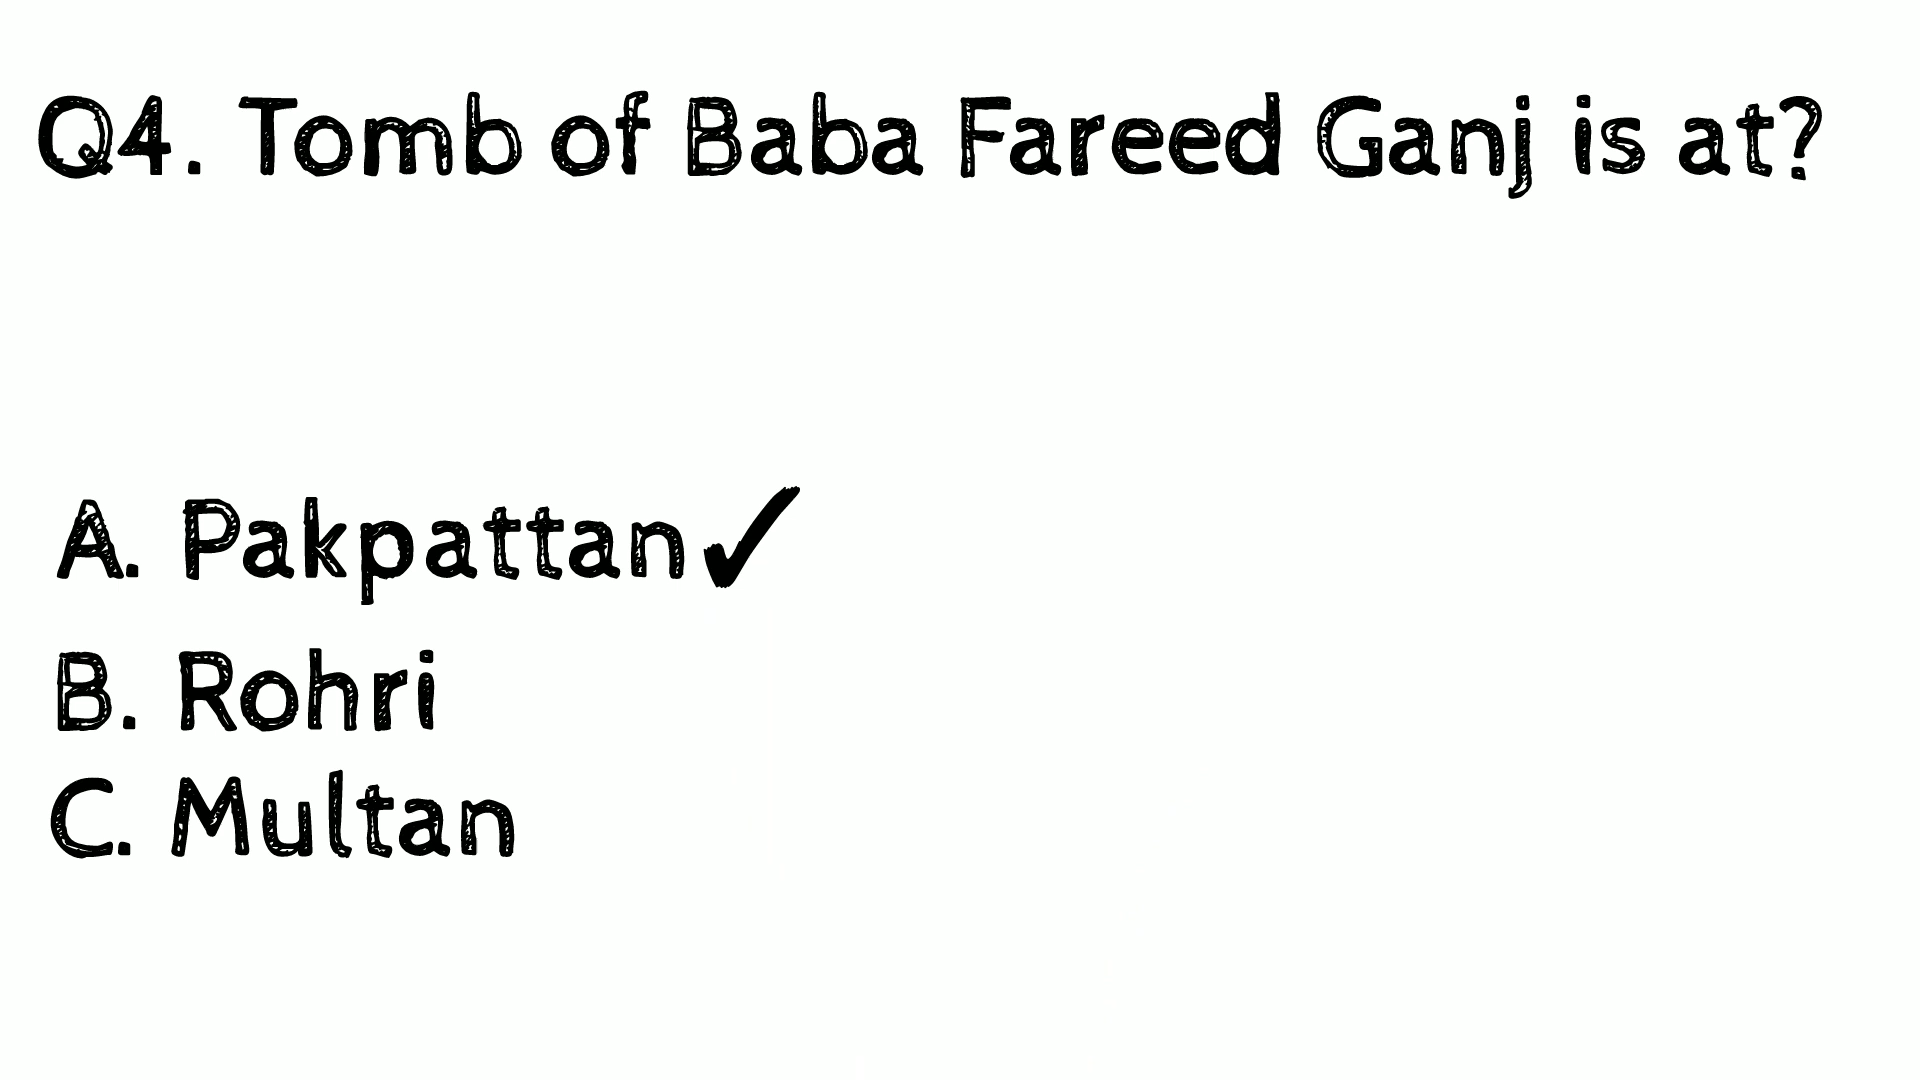 Q4. Tomb of Baba Fareed Ganj is at?
A. Pakpattan✓
B. Rohri
C. Multan